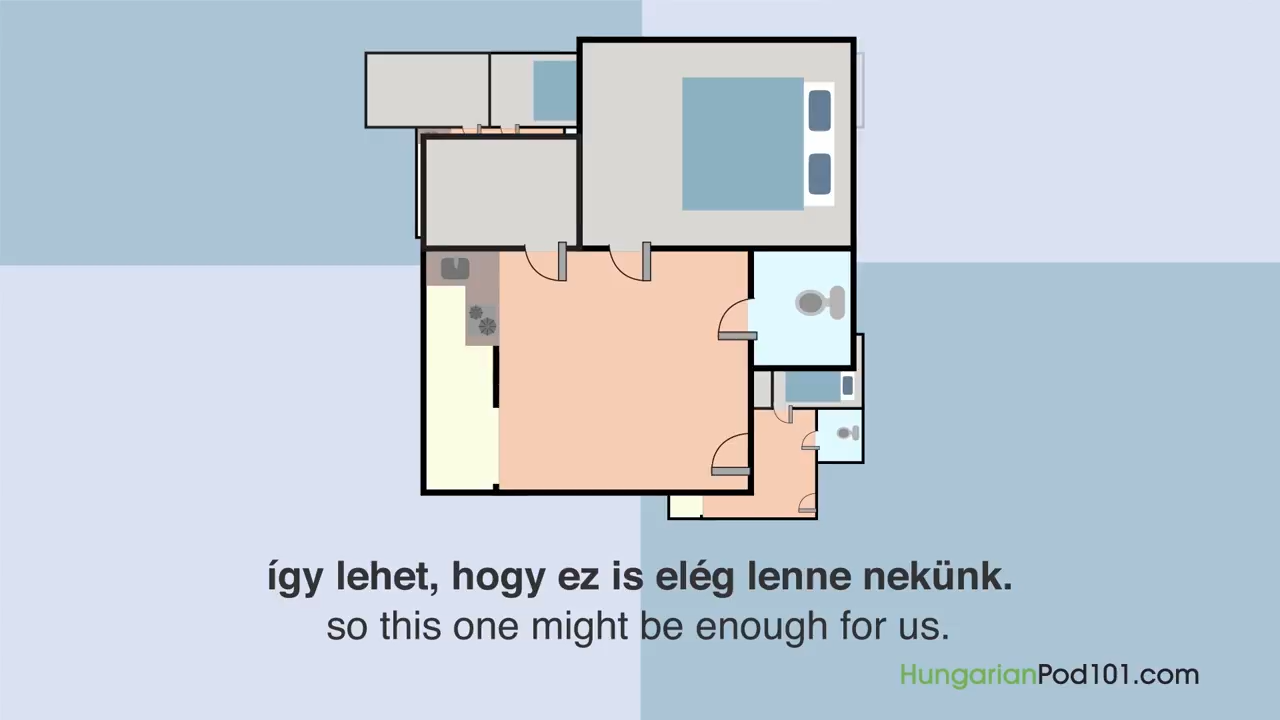 így lehet, hogy ez is elég lenne nekünk.
so this one might be enough for us.
HungarianPod101.com